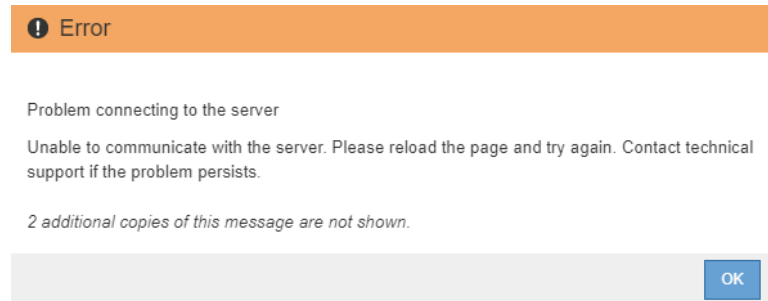 Error
Problem connecting to the server
Unable to communicate with the server. Please reload the page and try again. Contact technical
support if the problem persists.
2 additional copies of this message are not shown.
OK